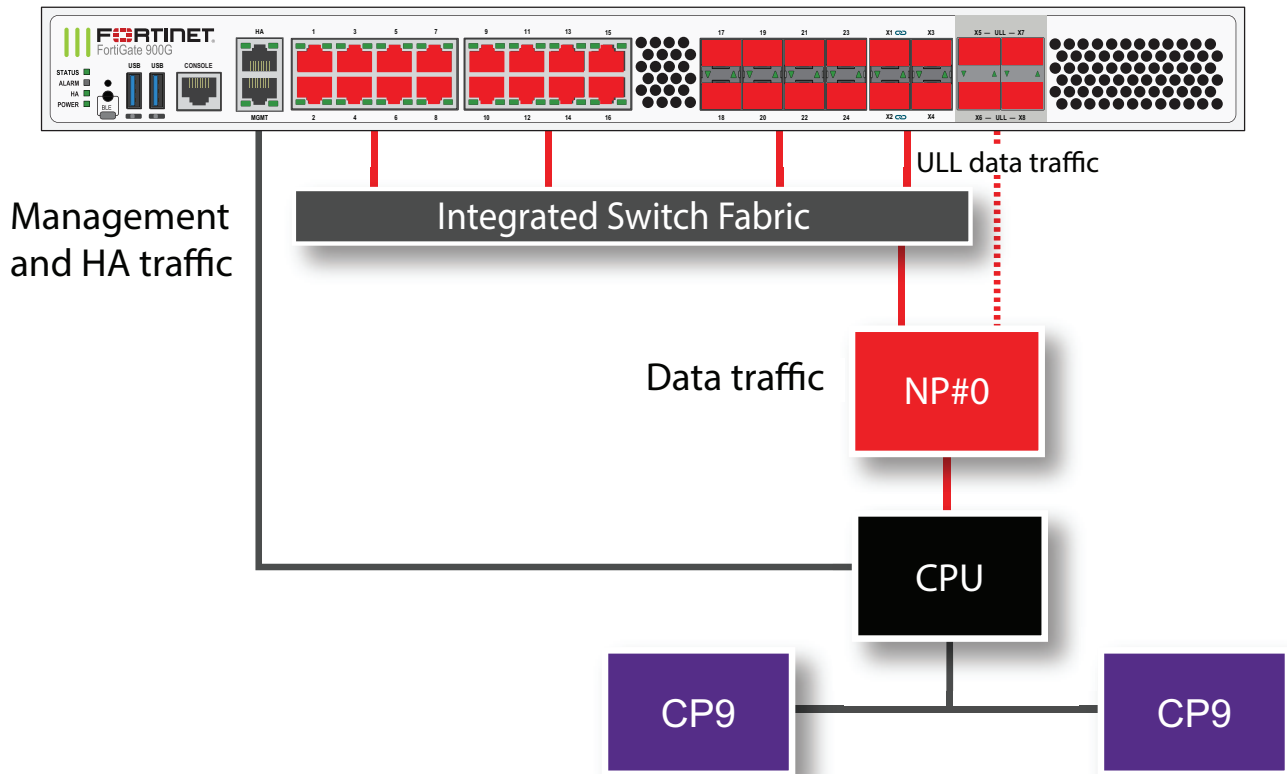 FORTINET
FortiGate 900G
STATUS
ALARM
HA
POWER
BLE
USB USB
CONSOLE
HA
MGMT
1 3 5 7
2 4 6 8
9 11 13 15
10 12 14 16
17 19 21 23
18 20 22 24
X1 X3
X2 X4
X5 — ULL — X7
X6 — ULL — X8
ULL data traffic
Integrated Switch Fabric
Management
and HA traffic
Data traffic
NP#0
CPU
CP9
CP9